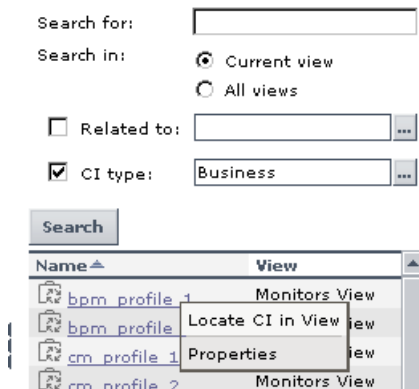 Search for:
Search in:
Current view
All views
Related to:
...
CI type:
Business
...
Search
Name View
bpm_profile_1 Monitors View
bpm_profile
Locate CI in View
iew
cm_profile_1
Properties
iew
cm_profile_2 Monitors View